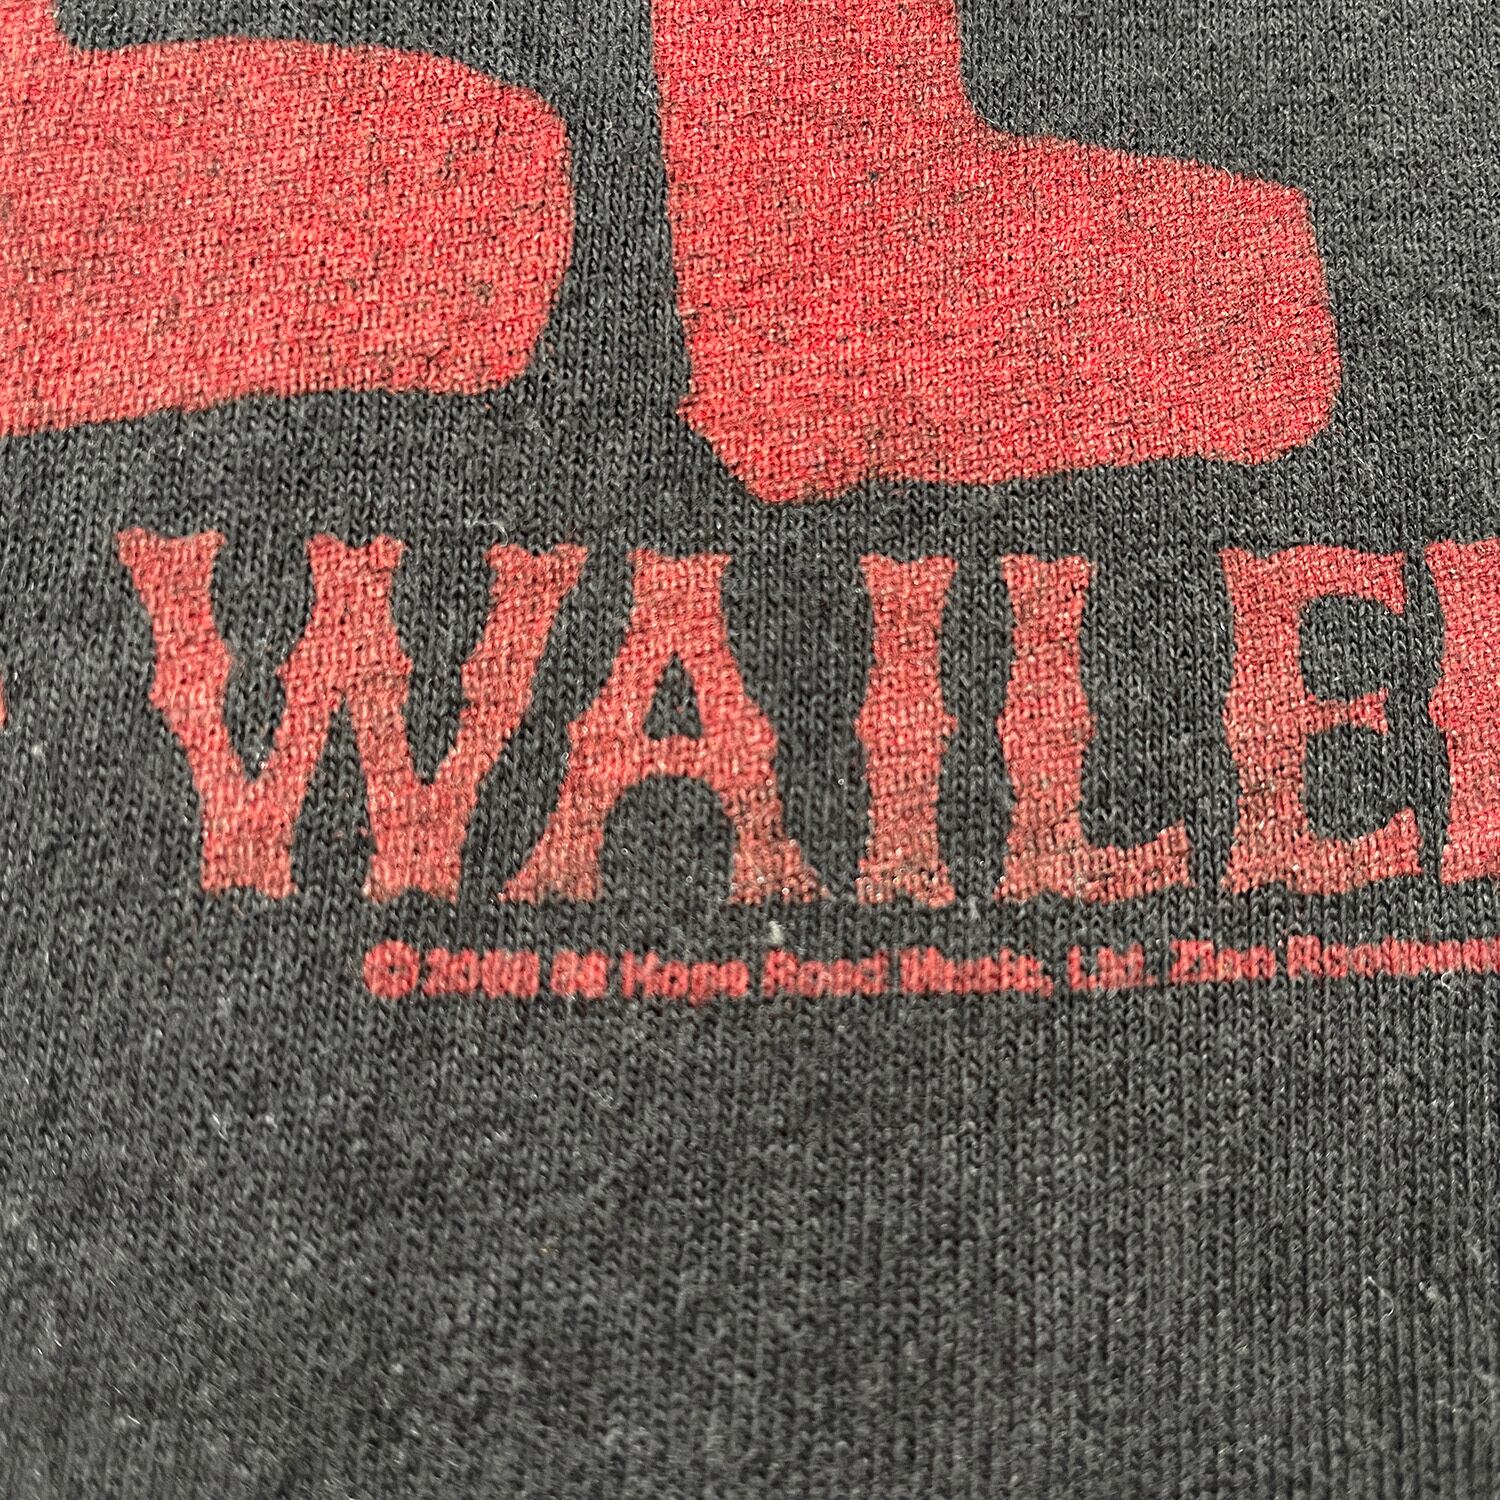 WAILE
Hope Road Music, Ltd. Zion